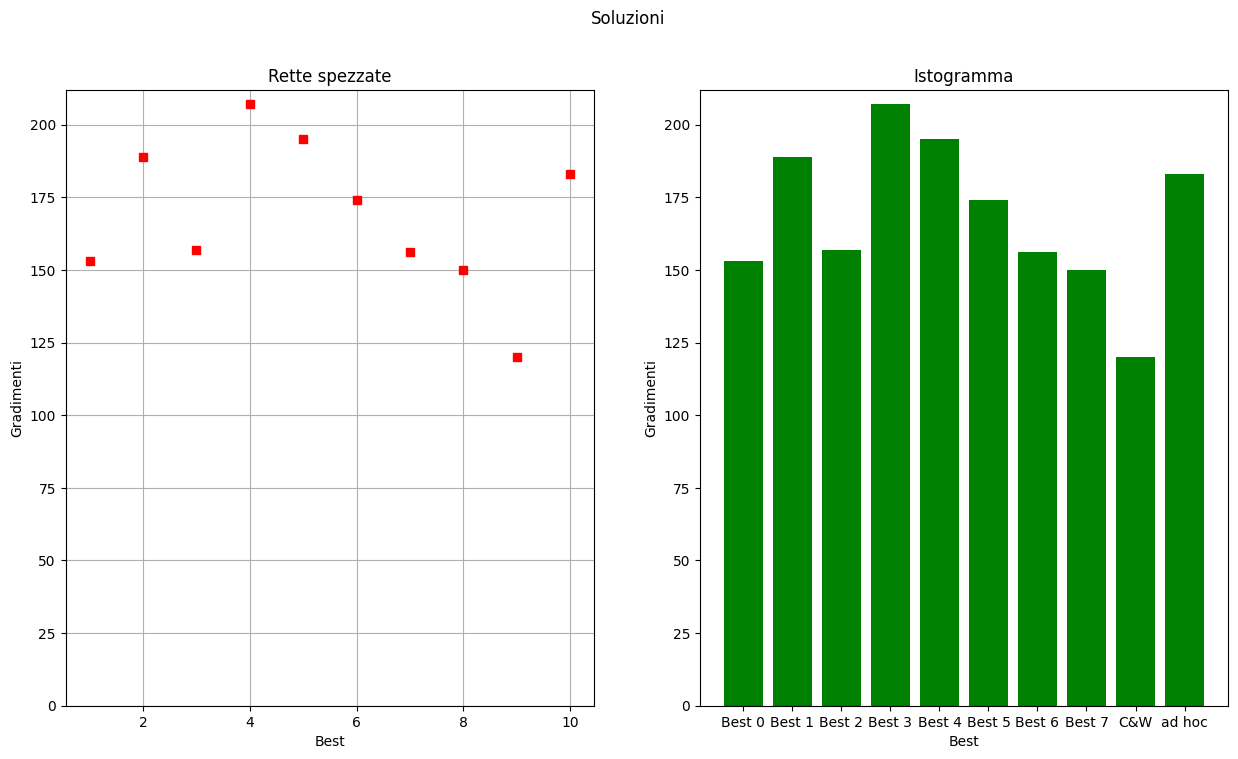 Soluzioni
Rette spezzate
200
175
150
125
100
75
50
25
0
Gradimenti
2 4 6 8 10
Best
Istogramma
200
175
150
125
100
75
50
25
0
Gradimenti
Best 0 Best 1 Best 2 Best 3 Best 4 Best 5 Best 6 Best 7 C&W ad hoc
Best